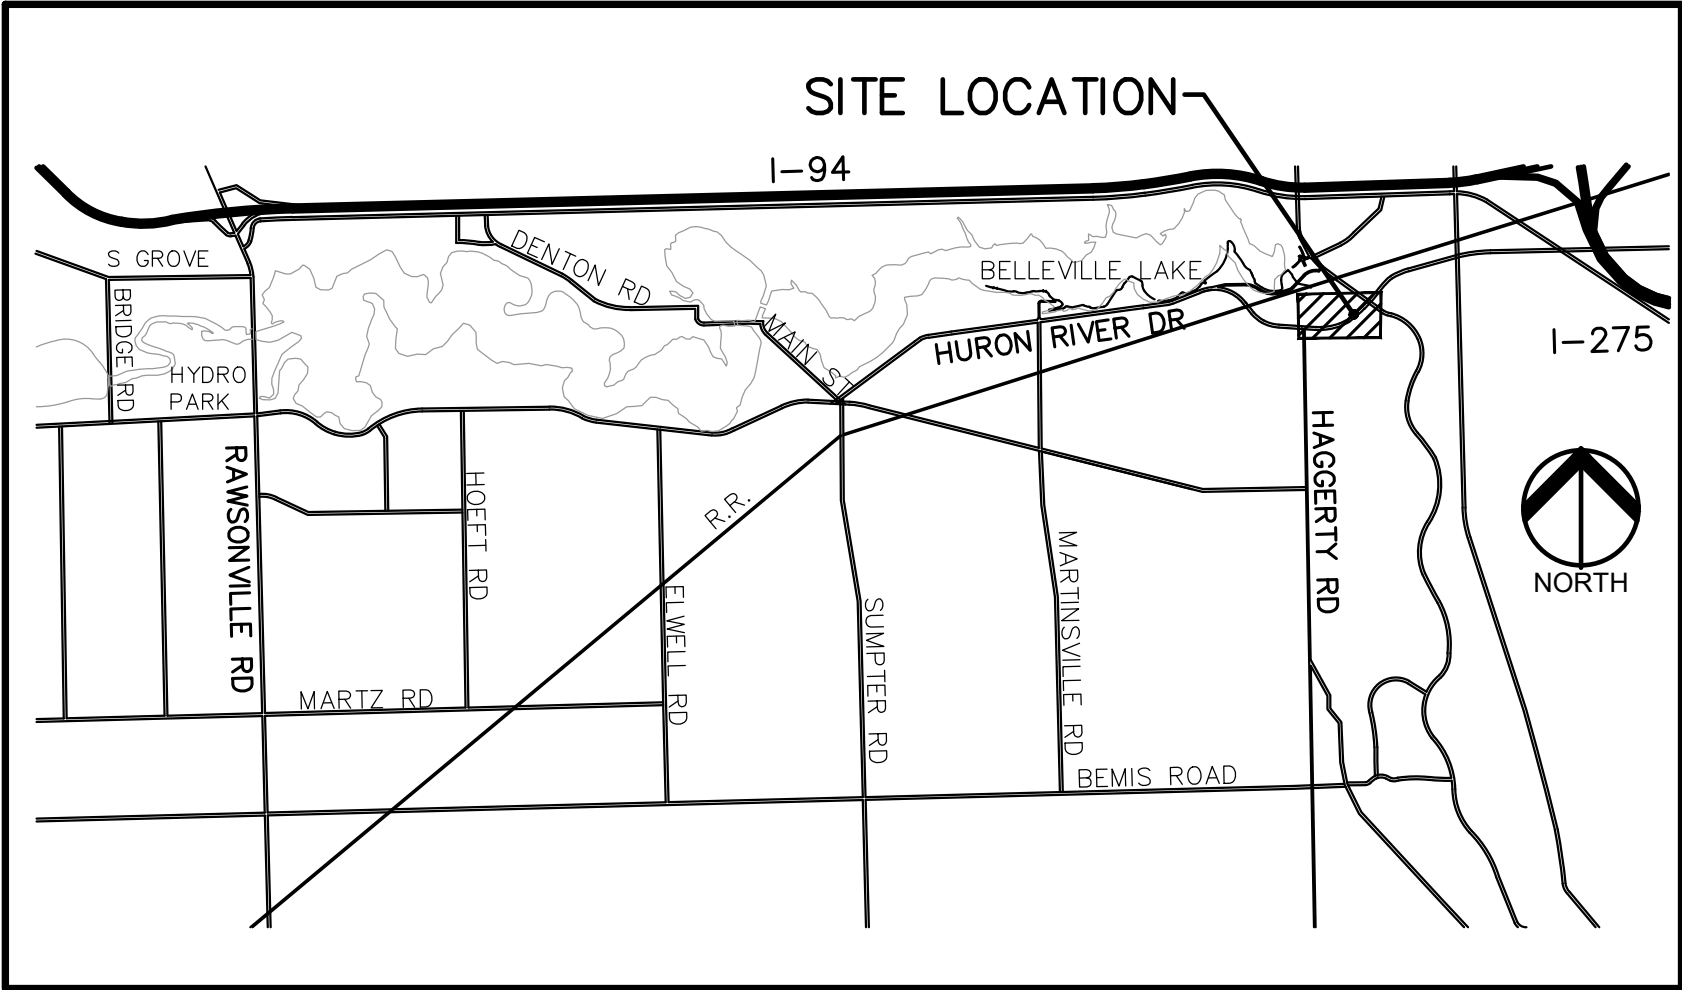 SITE LOCATION
I-94
S GROVE
DENTON RD
BELLEVILLE LAKE
BRIDGE RD
HYDRO
PARK
MAIN ST
HURON RIVER DR
I-275
RAWSONVILLE RD
HOEFT RD
R.R.
HAGGERTY RD
NORTH
ELWELL RD
SUMPTER RD
MARTINSVILLE RD
MARTZ RD
BEMIS ROAD